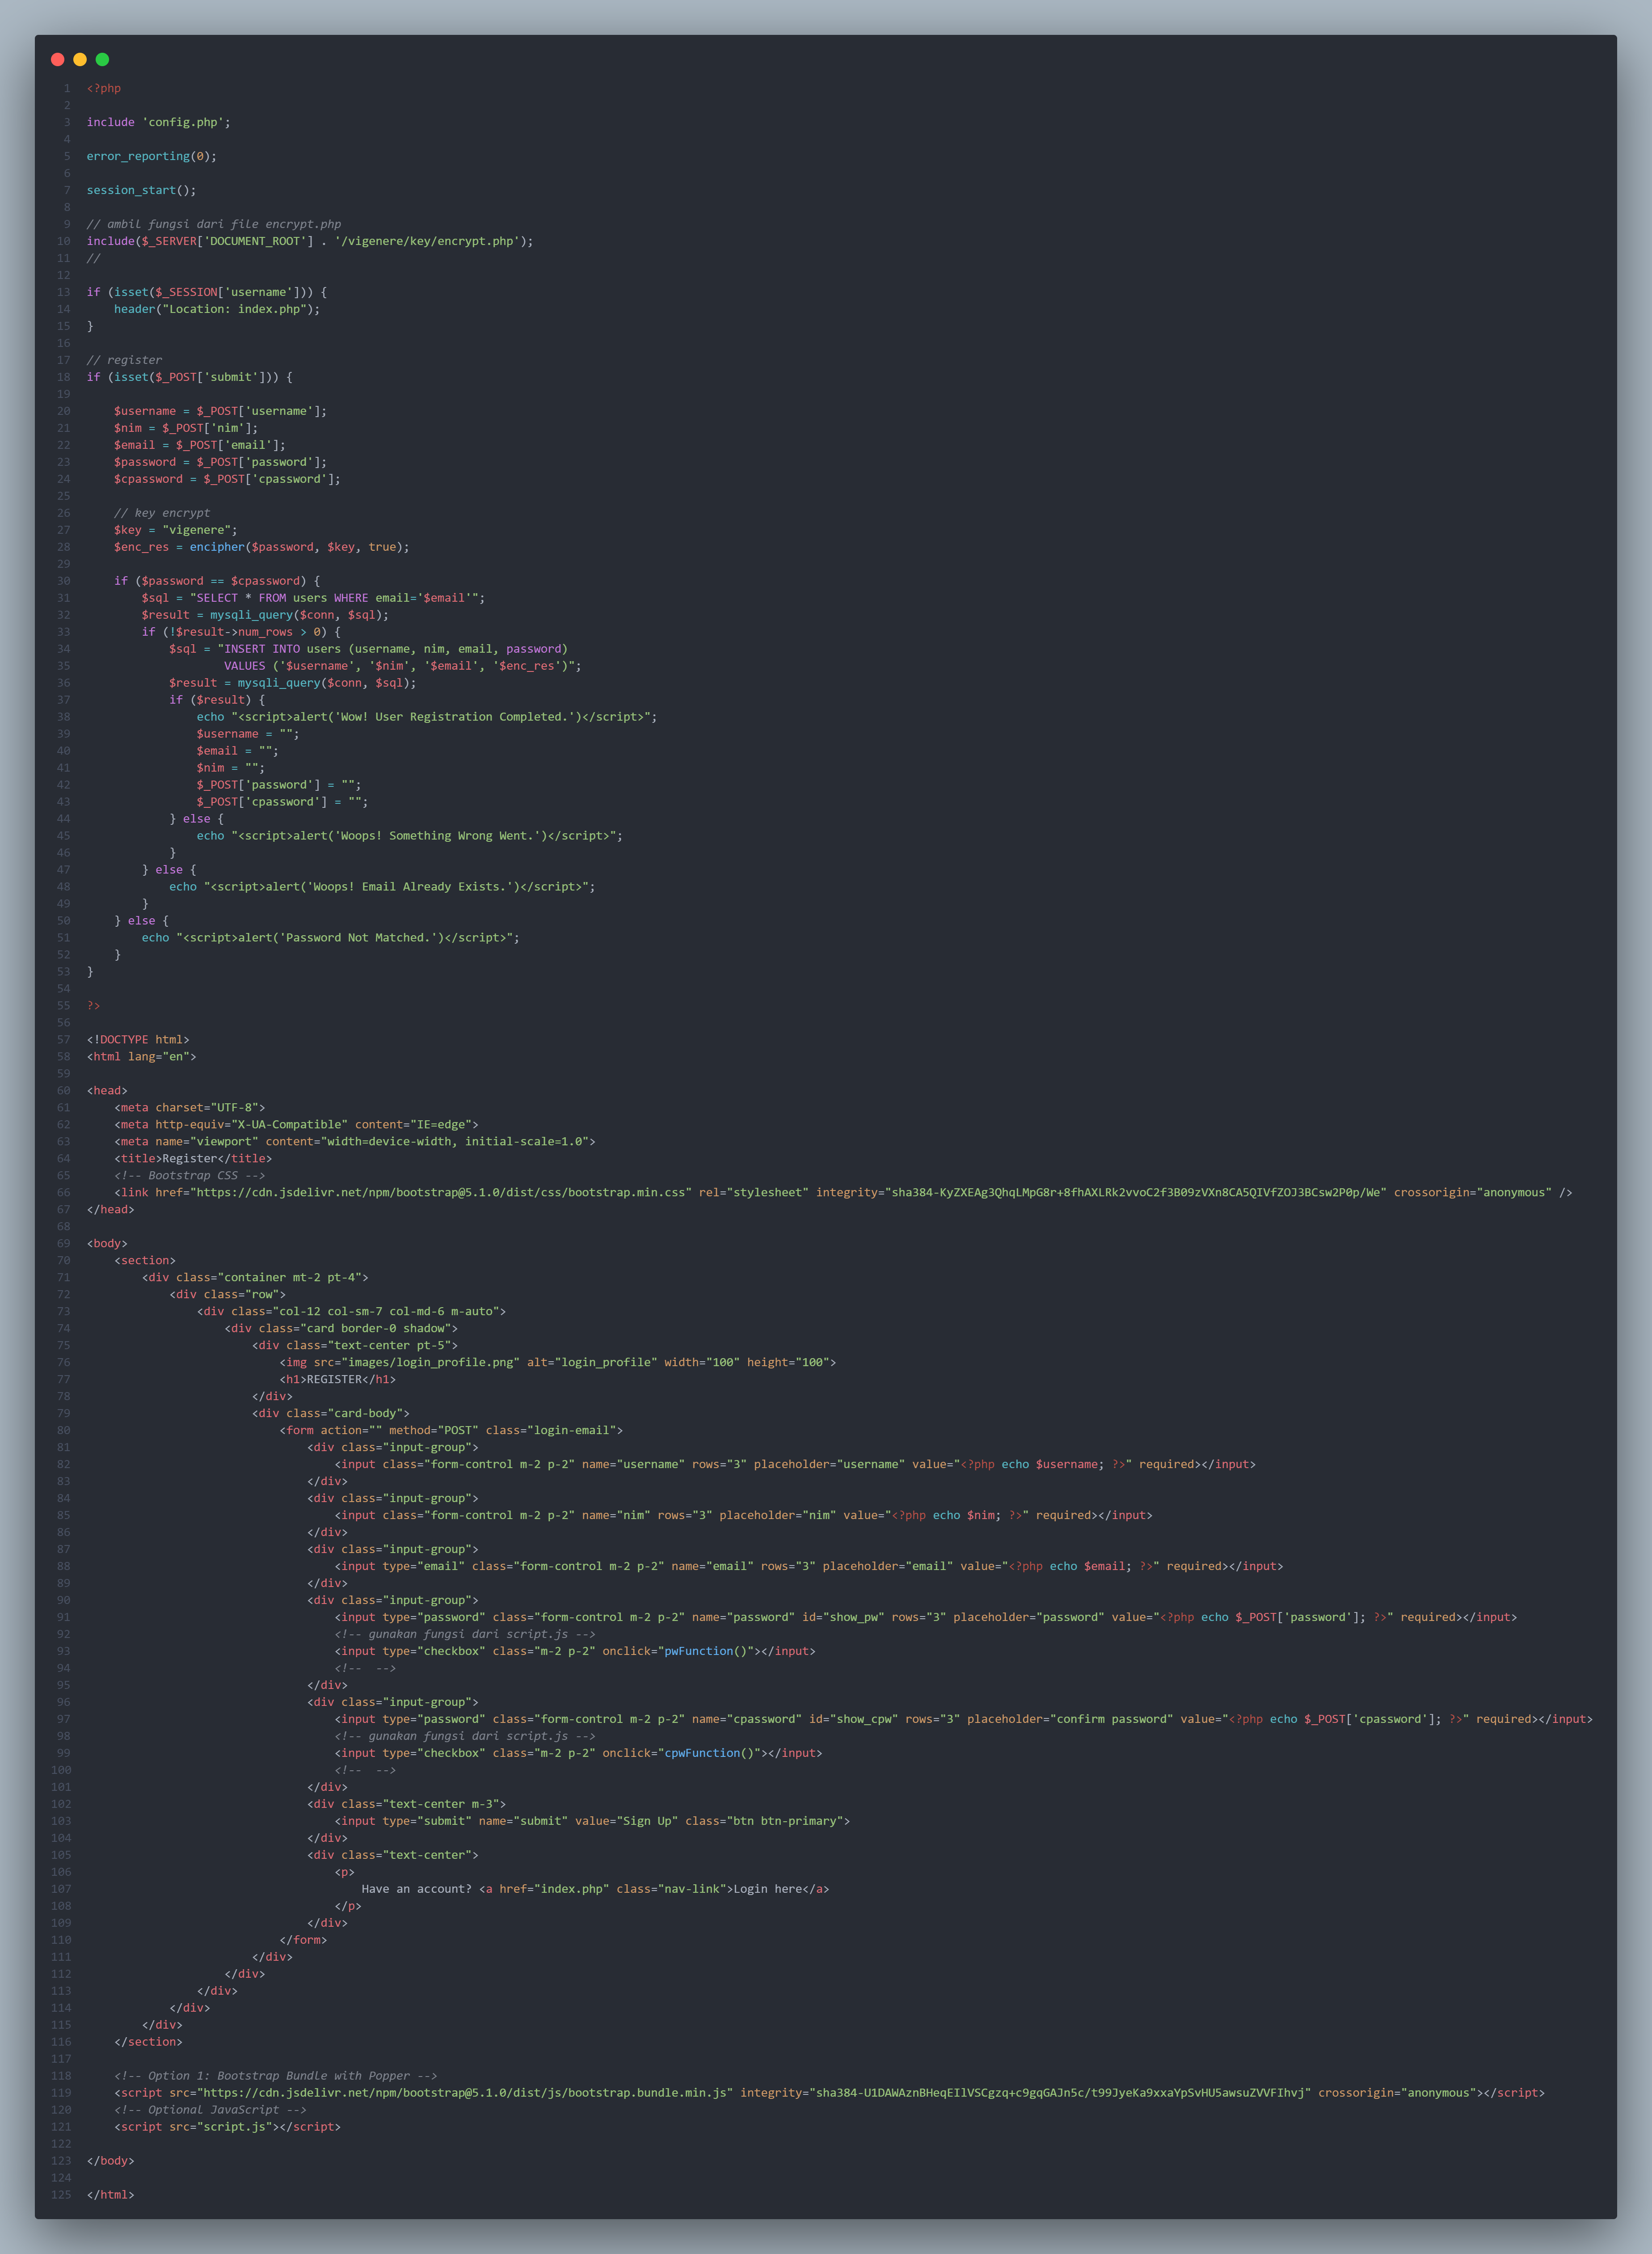 1 <?php
2
3 include 'config.php';
4
5 error_reporting(0);
6
7 session_start();
8
9 // ambil fungsi dari file encrypt.php
10 include($_SERVER['DOCUMENT_ROOT'] . '/vigenere/key/encrypt.php');
11 //
12
13 if (isset($_SESSION['username'])) {
14     header("Location: index.php");
15 }
16
17 // register
18 if (isset($_POST['submit'])) {
19
20     $username = $_POST['username'];
21     $nim = $_POST['nim'];
22     $email = $_POST['email'];
23     $password = $_POST['password'];
24     $cpassword = $_POST['cpassword'];
25
26     // key encrypt
27     $key = "vigenere";
28     $enc_res = encipher($password, $key, true);
29
30     if ($password == $cpassword) {
31         $sql = "SELECT * FROM users WHERE email='$email'";
32         $result = mysqli_query($conn, $sql);
33         if (!$result->num_rows > 0) {
34             $sql = "INSERT INTO users (username, nim, email, password)
35                     VALUES ('$username', '$nim', '$email', '$enc_res')";
36             $result = mysqli_query($conn, $sql);
37             if ($result) {
38                 echo "<script>alert('Wow! User Registration Completed.')</script>";
39                 $username = "";
40                 $email = "";
41                 $nim = "";
42                 $_POST['password'] = "";
43                 $_POST['cpassword'] = "";
44             } else {
45                 echo "<script>alert('Woops! Something Wrong Went.')</script>";
46             }
47         } else {
48             echo "<script>alert('Woops! Email Already Exists.')</script>";
49         }
50     } else {
51         echo "<script>alert('Password Not Matched.')</script>";
52     }
53 }
54
55 ?>
56
57 <!DOCTYPE html>
58 <html lang="en">
59
60 <head>
61     <meta charset="UTF-8">
62     <meta http-equiv="X-UA-Compatible" content="IE=edge">
63     <meta name="viewport" content="width=device-width, initial-scale=1.0">
64     <title>Register</title>
65     <!-- Bootstrap CSS -->
66     <link href="https://cdn.jsdelivr.net/npm/bootstrap@5.1.0/dist/css/bootstrap.min.css" rel="stylesheet" integrity="sha384-KyZXEAg3QhqLMpG8r+8fhAXLRk2vvoC2f3B09zVXn8CA5QIVfZOJ3BCsw2P0p/We" crossorigin="anonymous" />
67 </head>
68
69 <body>
70     <section>
71         <div class="container mt-2 pt-4">
72             <div class="row">
73                 <div class="col-12 col-sm-7 col-md-6 m-auto">
74                     <div class="card border-0 shadow">
75                         <div class="text-center pt-5">
76                             <img src="images/login_profile.png" alt="login_profile" width="100" height="100">
77                             <h1>REGISTER</h1>
78                         </div>
79                         <div class="card-body">
80                             <form action="" method="POST" class="login-email">
81                                 <div class="input-group">
82                                     <input class="form-control m-2 p-2" name="username" rows="3" placeholder="username" value="<?php echo $username; ?>" required></input>
83                                 </div>
84                                 <div class="input-group">
85                                     <input class="form-control m-2 p-2" name="nim" rows="3" placeholder="nim" value="<?php echo $nim; ?>" required></input>
86                                 </div>
87                                 <div class="input-group">
88                                     <input type="email" class="form-control m-2 p-2" name="email" rows="3" placeholder="email" value="<?php echo $email; ?>" required></input>
89                                 </div>
90                                 <div class="input-group">
91                                     <input type="password" class="form-control m-2 p-2" name="password" id="show_pw" rows="3" placeholder="password" value="<?php echo $_POST['password']; ?>" required></input>
92                                     <!-- gunakan fungsi dari script.js -->
93                                     <input type="checkbox" class="m-2 p-2" onclick="pwFunction()"></input>
94                                     <!--  -->
95                                 </div>
96                                 <div class="input-group">
97                                     <input type="password" class="form-control m-2 p-2" name="cpassword" id="show_cpw" rows="3" placeholder="confirm password" value="<?php echo $_POST['cpassword']; ?>" required></input>
98                                     <!-- gunakan fungsi dari script.js -->
99                                     <input type="checkbox" class="m-2 p-2" onclick="cpwFunction()"></input>
100                                     <!--  -->
101                                 </div>
102                                 <div class="text-center m-3">
103                                     <input type="submit" name="submit" value="Sign Up" class="btn btn-primary">
104                                 </div>
105                                 <div class="text-center">
106                                     <p>
107                                         Have an account? <a href="index.php" class="nav-link">Login here</a>
108                                     </p>
109                                 </div>
110                             </form>
111                         </div>
112                     </div>
113                 </div>
114             </div>
115         </div>
116     </section>
117
118     <!-- Option 1: Bootstrap Bundle with Popper -->
119     <script src="https://cdn.jsdelivr.net/npm/bootstrap@5.1.0/dist/js/bootstrap.bundle.min.js" integrity="sha384-U1DAWAznBHeqEIlVSCgzq+c9gqGAJn5c/t99JyeKa9xxaYpSvHU5awsuZVVFIhvj" crossorigin="anonymous"></script>
120     <!-- Optional JavaScript -->
121     <script src="script.js"></script>
122
123 </body>
124
125 </html>